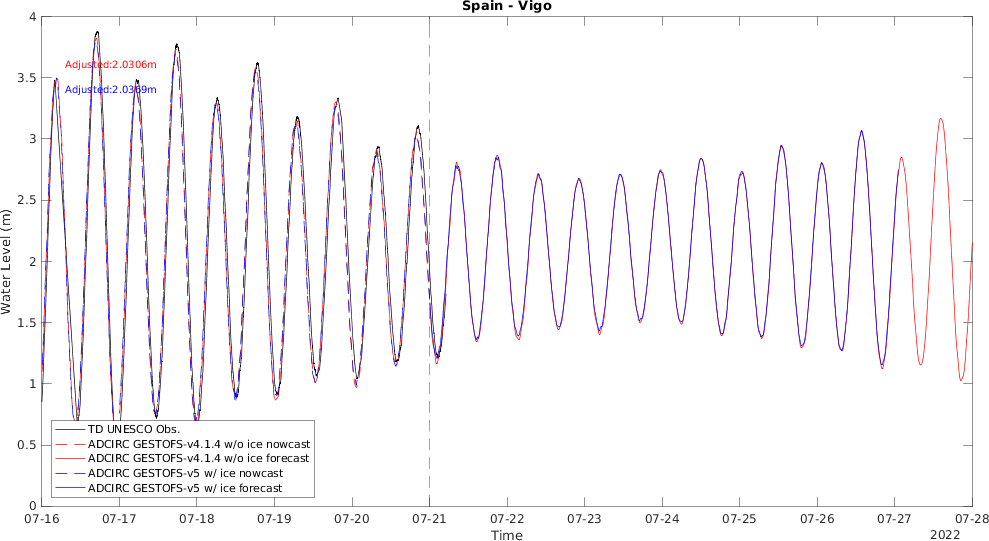 Spain - Vigo
4
3.5
3
2.5
2
1.5
1
0.5
0
Water Level (m)
Adjusted:2.0306m
Adjusted:2.0369m
TD UNESCO Obs.
ADCIRC GESTOFS-v4.1.4 w/o ice nowcast
ADCIRC GESTOFS-v4.1.4 w/o ice forecast
ADCIRC GESTOFS-v5 w/ ice nowcast
ADCIRC GESTOFS-v5 w/ ice forecast
07-16 07-17 07-18 07-19 07-20 07-21 07-22 07-23 07-24 07-25 07-26 07-27 07-28
Time
2022